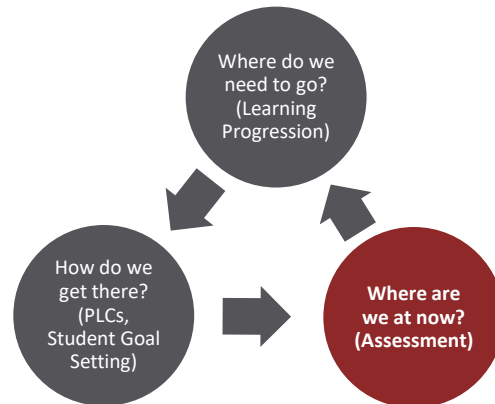 Where do we
need to go?
(Learning
Progression)
How do we
get there?
(PLCs,
Student Goal
Setting)
Where are
we at now?
(Assessment)